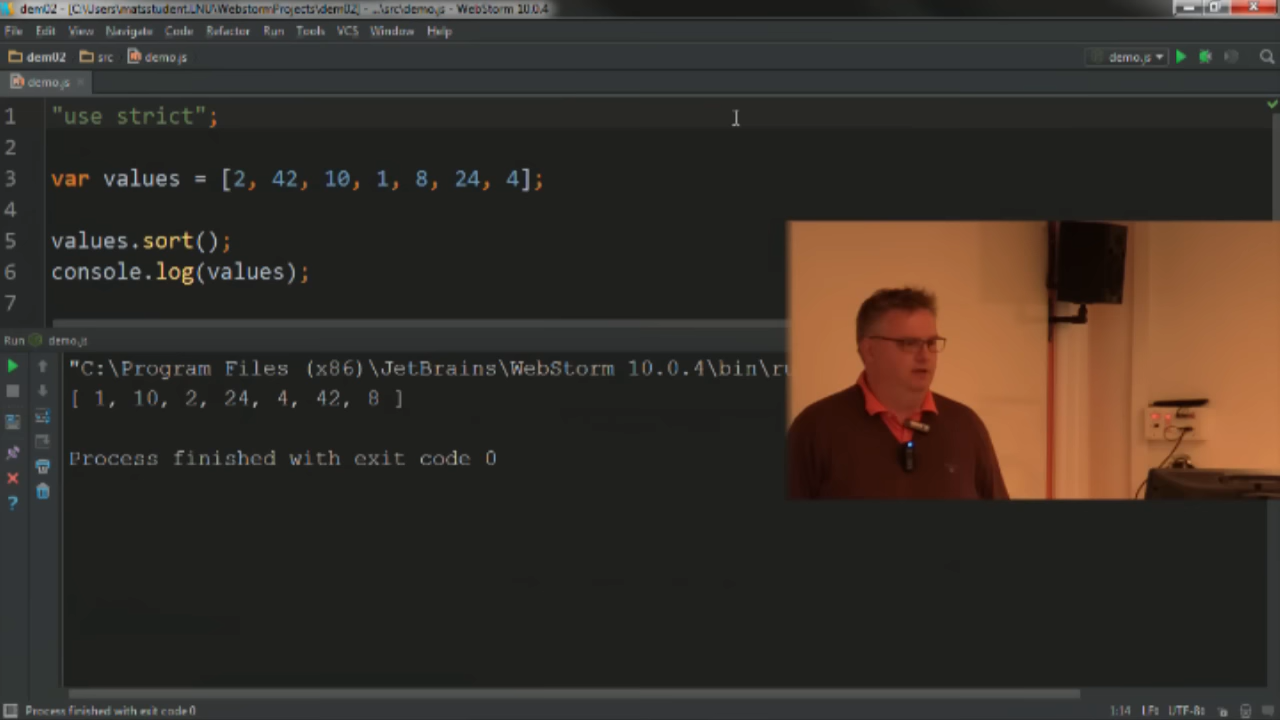 dem02 - [C:\Users\matsstudent.LNU\WebstormProjects\dem02] - ...\src\demo.js - WebStorm 10.0.4
File Edit View Navigate Code Refactor Run Tools VCS Window Help
dem02 src demo.js demo.js
demo.js
1 "use strict";
2
3 var values = [2, 42, 10, 1, 8, 24, 4];
4
5 values.sort();
6 console.log(values);
7
Run demo.js
"C:\Program Files (x86)\JetBrains\WebStorm 10.0.4\bin\ru
[ 1, 10, 2, 24, 4, 42, 8 ]
Process finished with exit code 0
Process finished with exit code 0 1:14 LF÷ UTF-8÷